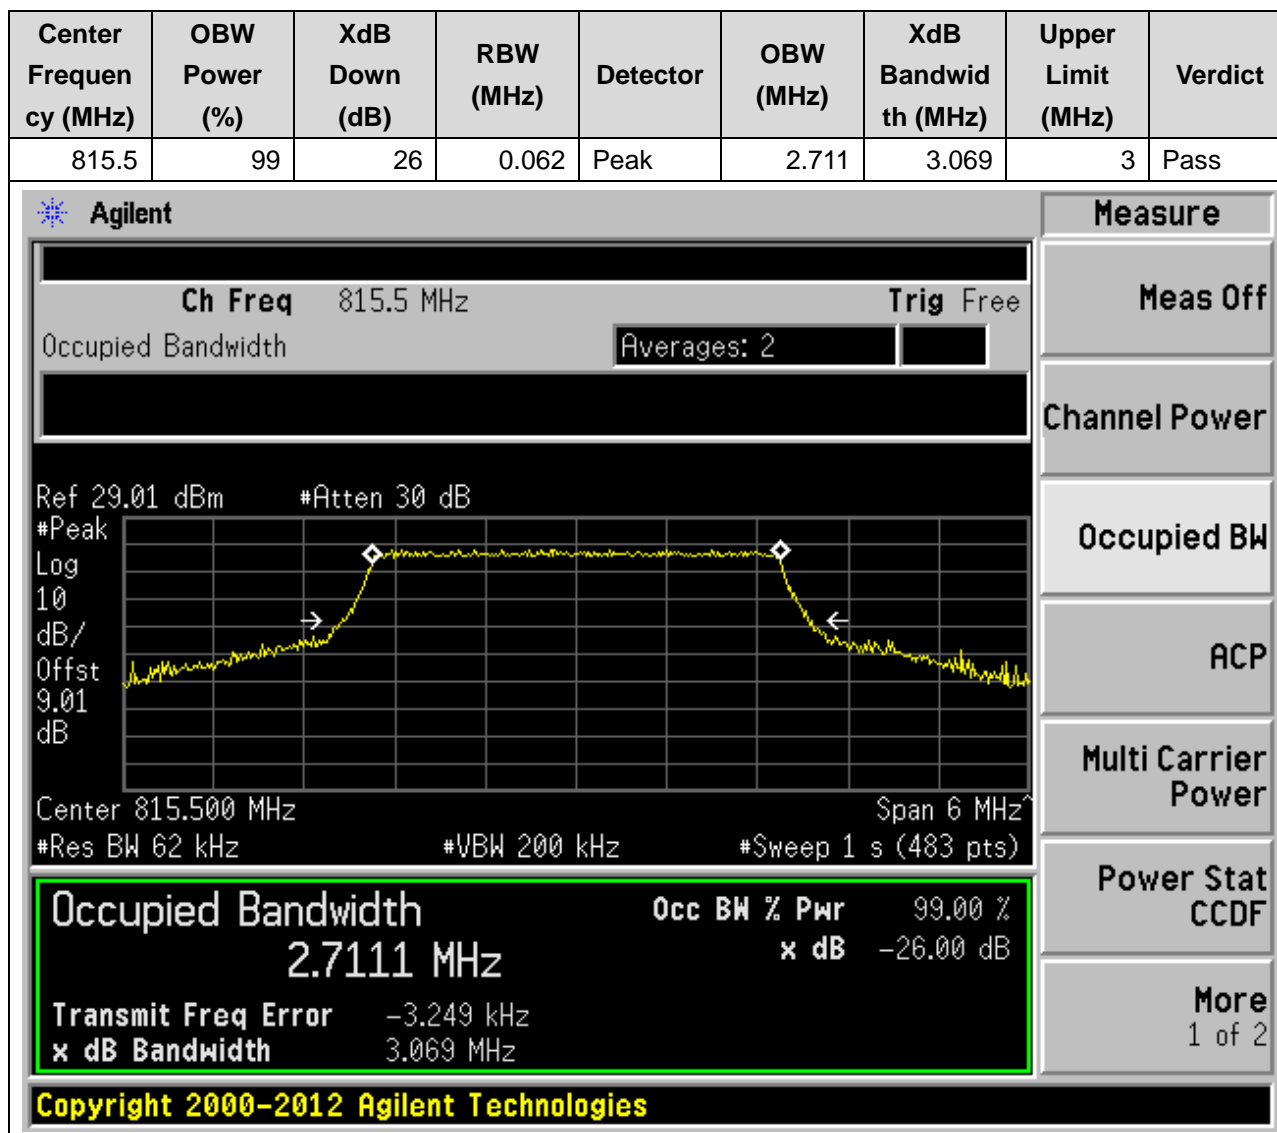 Center Frequen cy (MHz) | OBW Power (%) | XdB Down (dB) | RBW (MHz) | Detector | OBW (MHz) | XdB Bandwid th (MHz) | Upper Limit (MHz) | Verdict
815.5 | 99 | 26 | 0.062 | Peak | 2.711 | 3.069 | 3 | Pass
Agilent
Measure
Ch Freq 815.5 MHz Trig Free
Occupied Bandwidth Averages: 2
Ref 29.01 dBm #Atten 30 dB
#Peak
Log
10
dB/
Offst
9.01
dB
Center 815.500 MHz Span 6 MHz^
#Res BW 62 kHz #VBW 200 kHz #Sweep 1 s (483 pts)
Occupied Bandwidth Occ BW % Pwr 99.00 %
2.7111 MHz x dB -26.00 dB
Transmit Freq Error -3.249 kHz
x dB Bandwidth 3.069 MHz
Copyright 2000-2012 Agilent Technologies
Meas Off
Channel Power
Occupied BW
ACP
Multi Carrier
Power
Power Stat
CCDF
More
1 of 2